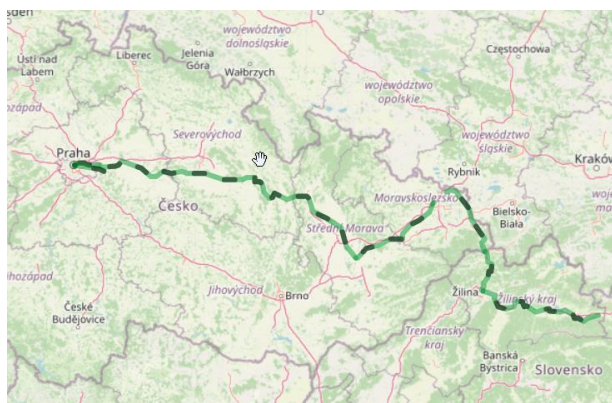 województwo
dolnośląskie
Częstochowa
Ústí nad
Labem
Liberec
Jelenia
Góra
Wałbrzych
województwo
opolskie
Severovýchod
województwo
śląskie
Praha
Kraków
Rybnik
Moravskoslezsko
Česko
Bielsko-
Biała
Střední Morava
Jihovýchod
Brno
Žilina
Žilinský kraj
České
Budějovice
Trenčiansky
kraj
Banská
Bystrica
Slovensko